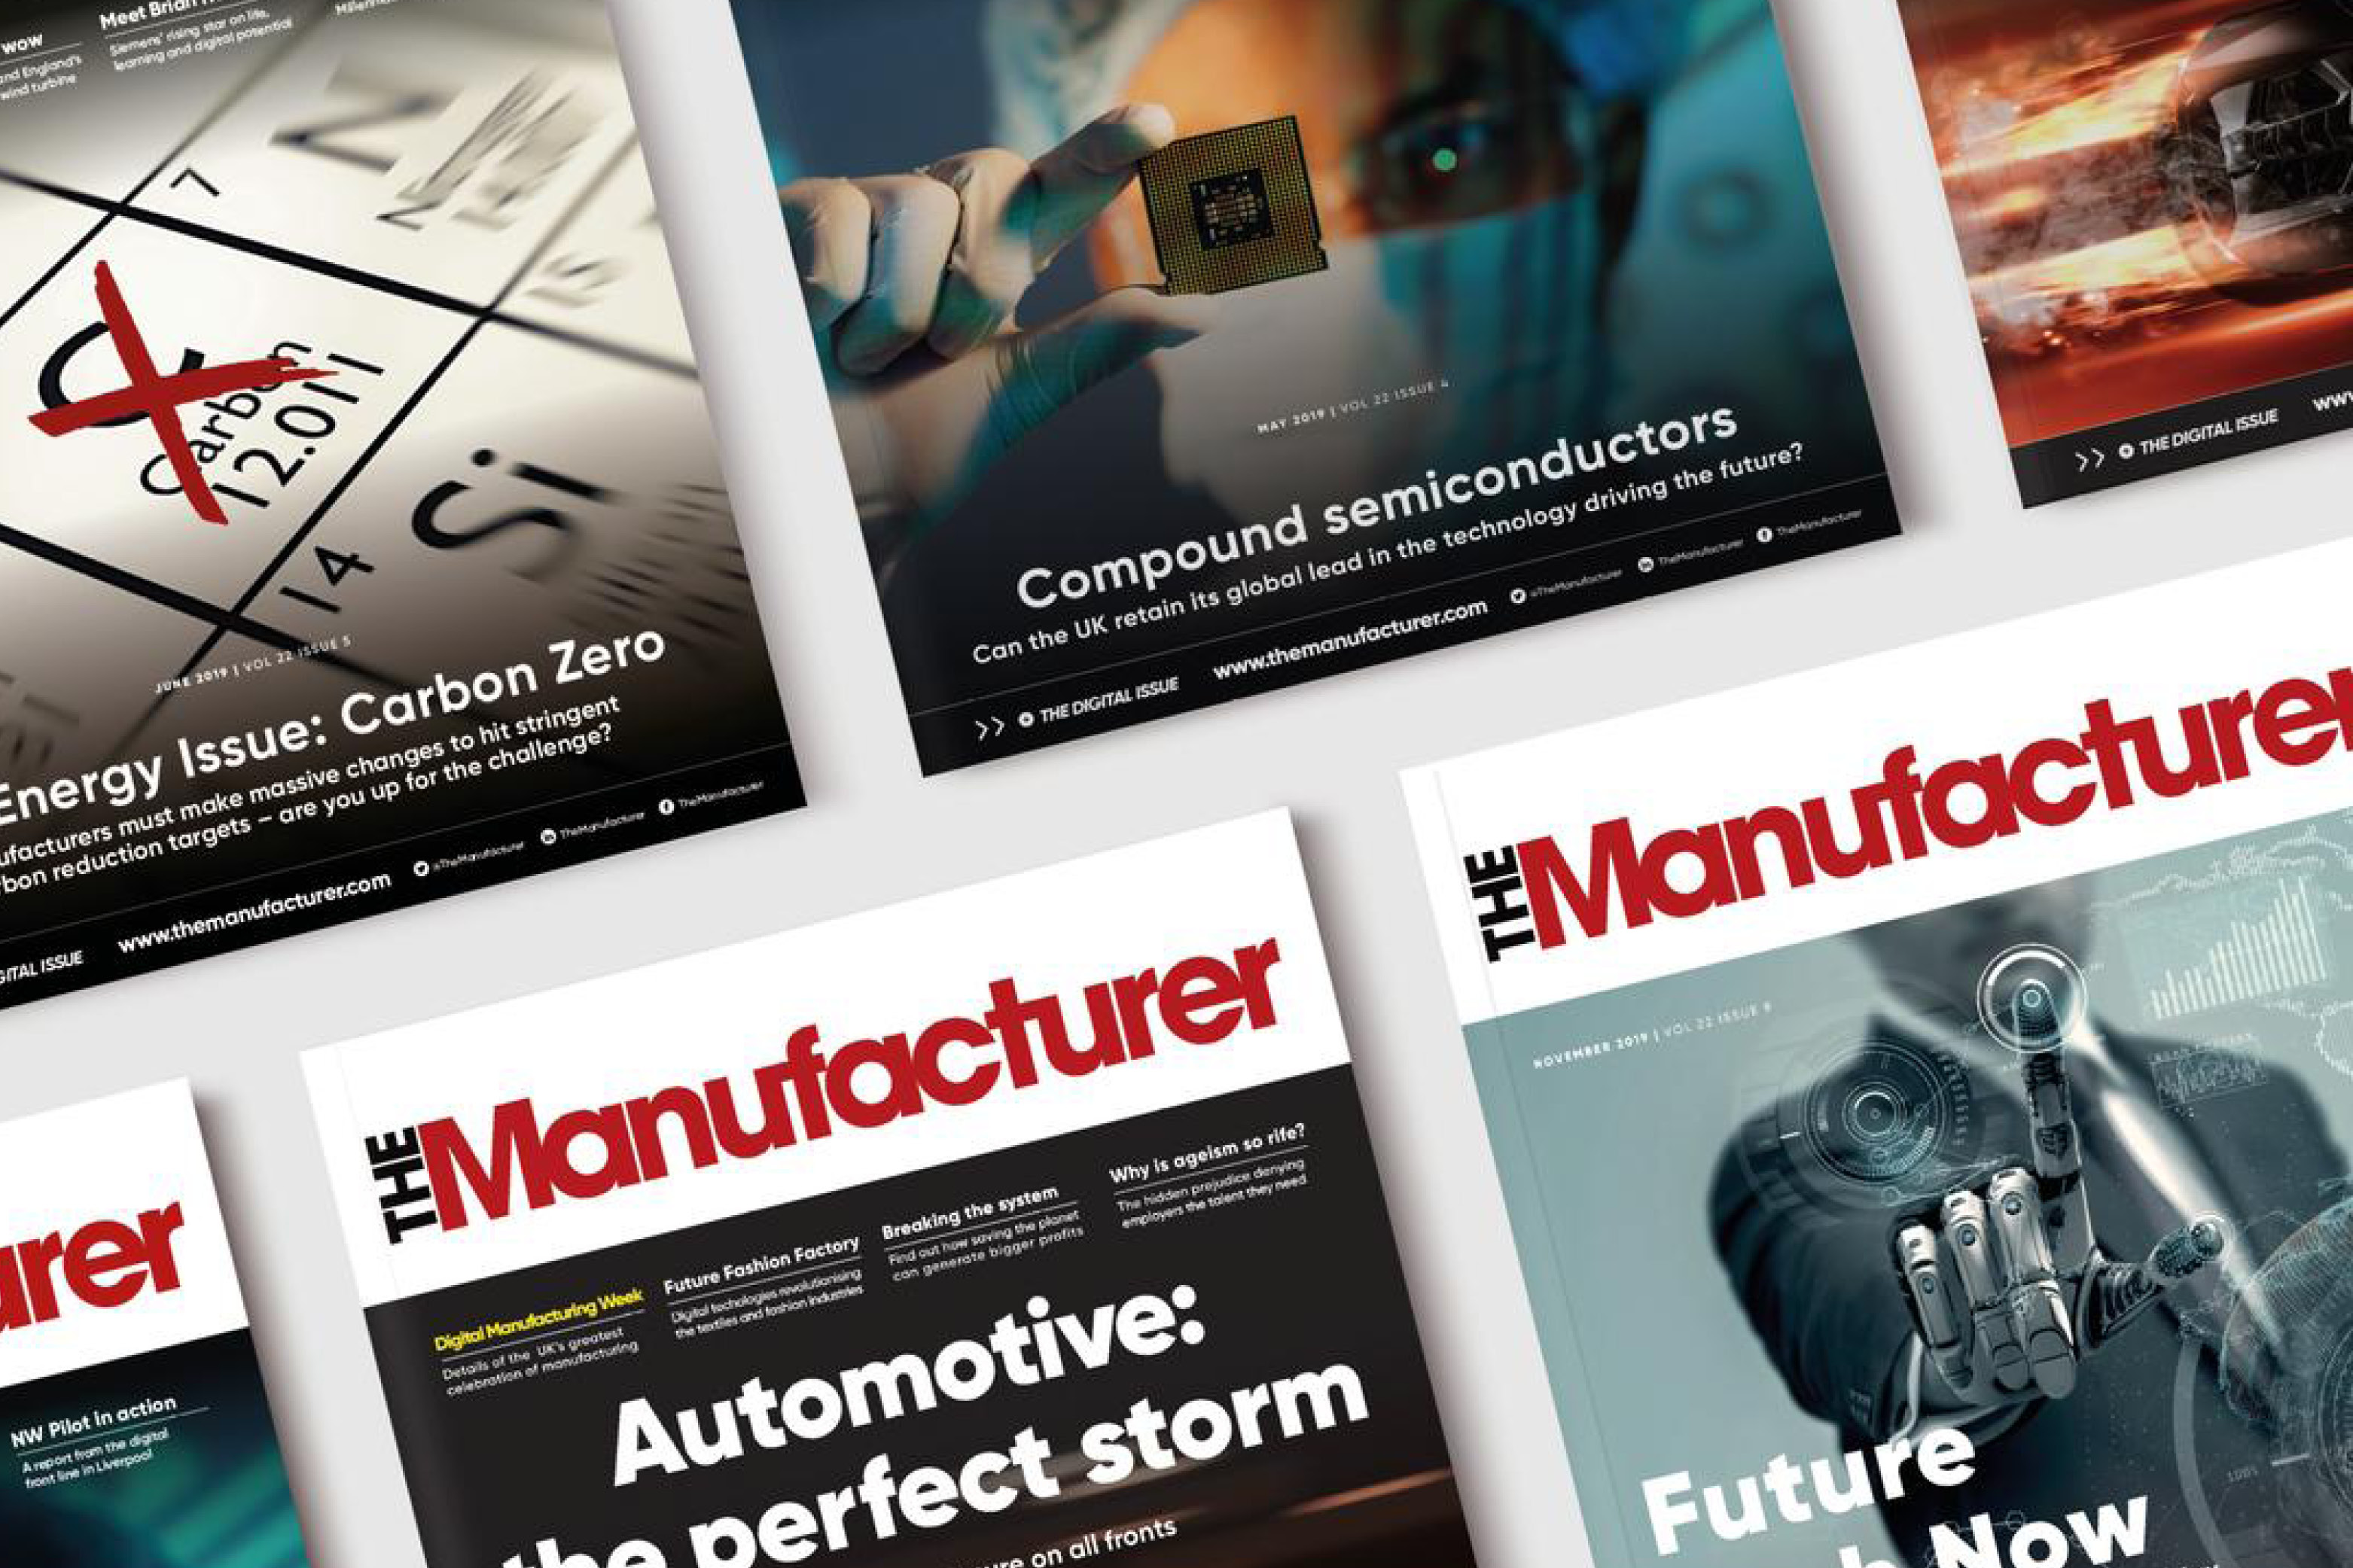 wow
and England's
wind turbine
Meet Brian
Siemens' rising star on life,
learning and digital potential
7
C
Carbon
12.011
14
Si
JUNE 2019 | VOL 22 ISSUE 5
Energy Issue: Carbon Zero
ufacturers must make massive changes to hit stringent
bon reduction targets – are you up for the challenge?
GITAL ISSUE www.themanufacturer.com @TheManufacturer TheManufacturer TheManufacturer
MAY 2019 | VOL 22 ISSUE 4
Compound semiconductors
Can the UK retain its global lead in the technology driving the future?
>> THE DIGITAL ISSUE www.themanufacturer.com @TheManufacturer TheManufacturer TheManufacturer
>> THE DIGITAL ISSUE www
urer
NW Pilot in action
A report from the digital
front line in Liverpool
THE Manufacturer
Digital Manufacturing Week
Details of the UK's greatest
celebration of manufacturing
Future Fashion Factory
Digital techologies revolutionising
the textiles and fashion industries
Breaking the system
Find out how saving the planet
can generate bigger profits
Why is ageism so rife?
The hidden prejudice denying
employers the talent they need
Automotive:
the perfect storm
ure on all fronts
THE Manufacturer
NOVEMBER 2019 | VOL 22 ISSUE 9
100%
Future
Now